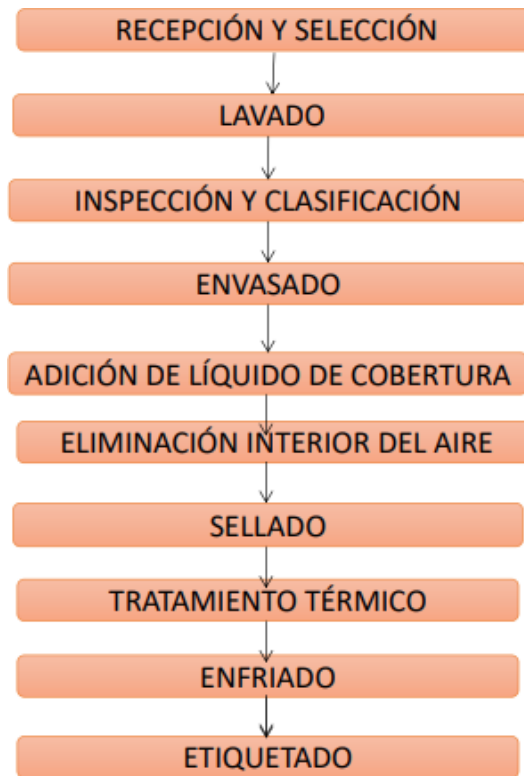 RECEPCIÓN Y SELECCIÓN
LAVADO
INSPECCIÓN Y CLASIFICACIÓN
ENVASADO
ADICIÓN DE LÍQUIDO DE COBERTURA
ELIMINACIÓN INTERIOR DEL AIRE
SELLADO
TRATAMIENTO TÉRMICO
ENFRIADO
ETIQUETADO